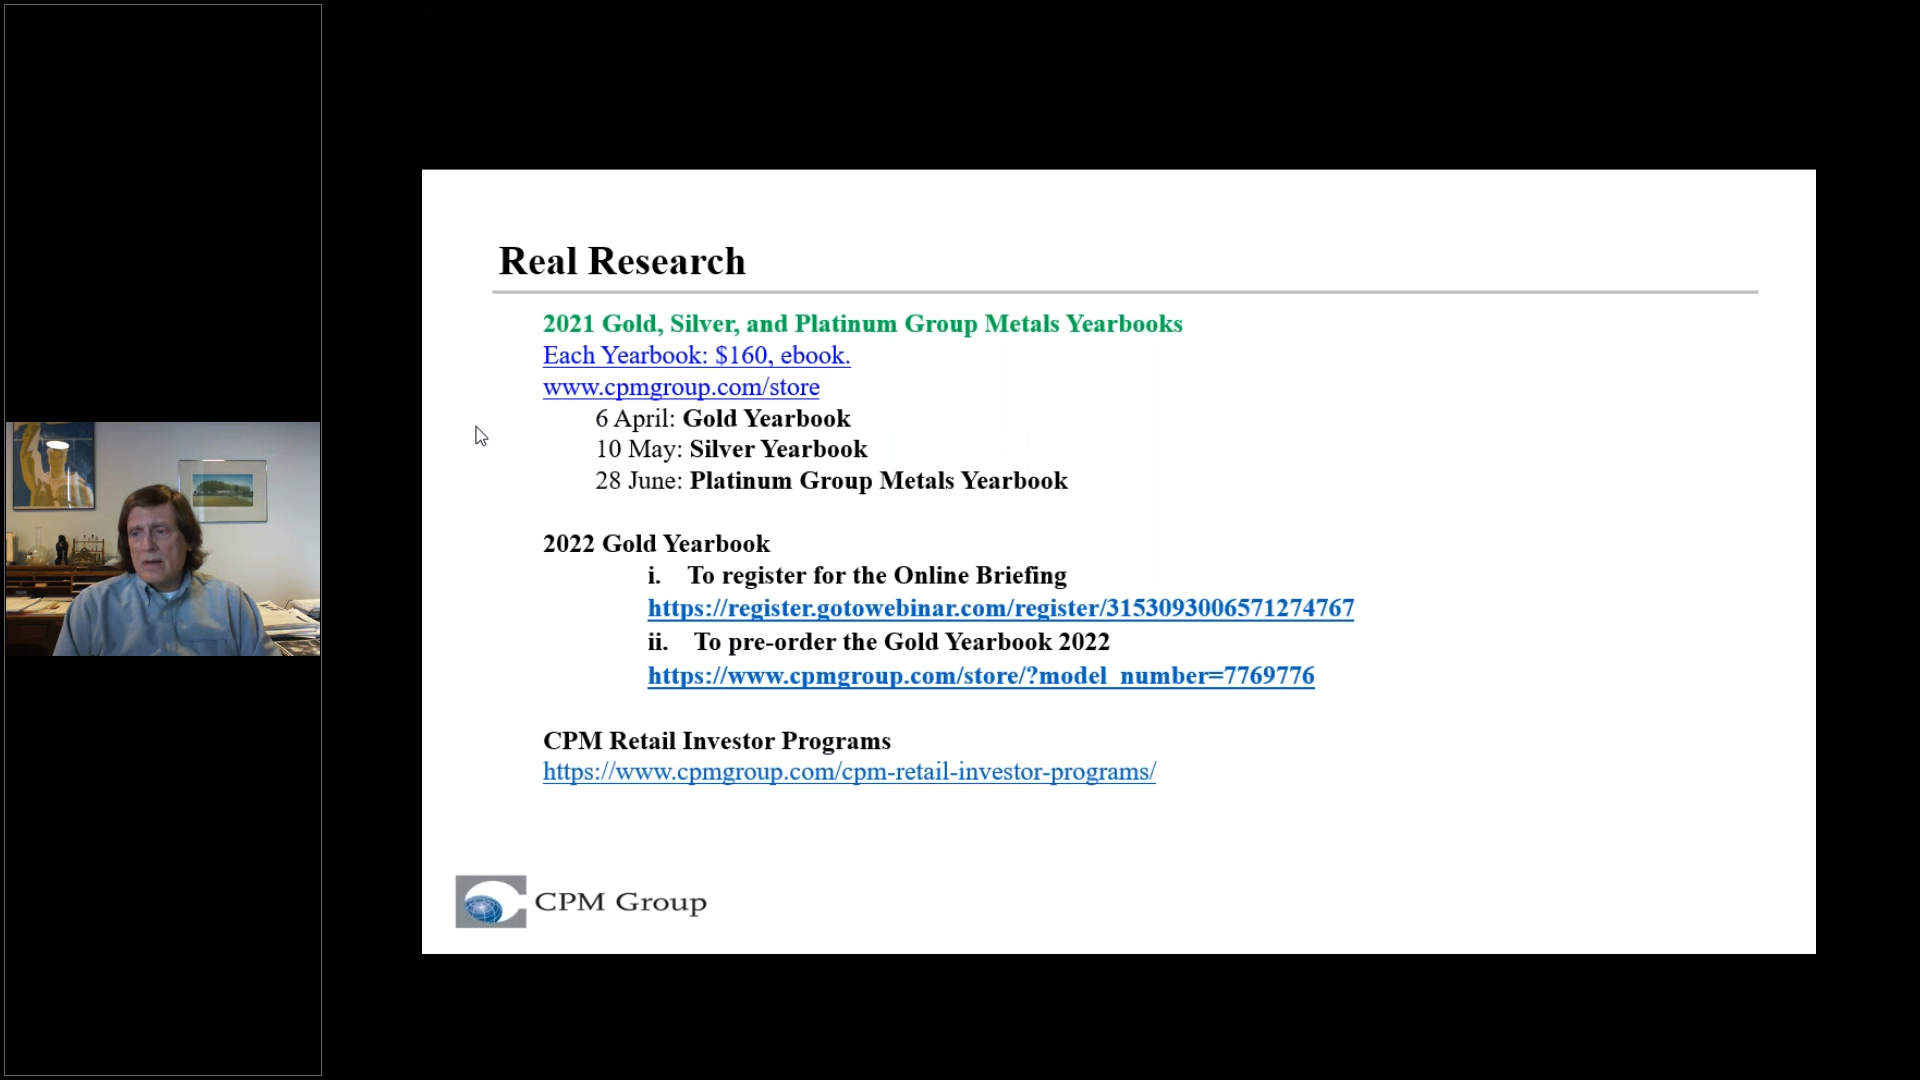 Real Research
2021 Gold, Silver, and Platinum Group Metals Yearbooks
Each Yearbook: $160, ebook.
www.cpmgroup.com/store
6 April: Gold Yearbook
10 May: Silver Yearbook
28 June: Platinum Group Metals Yearbook
2022 Gold Yearbook
i. To register for the Online Briefing
https://register.gotowebinar.com/register/3153093006571274767
ii. To pre-order the Gold Yearbook 2022
https://www.cpmgroup.com/store/?model_number=7769776
CPM Retail Investor Programs
https://www.cpmgroup.com/cpm-retail-investor-programs/
CPM Group